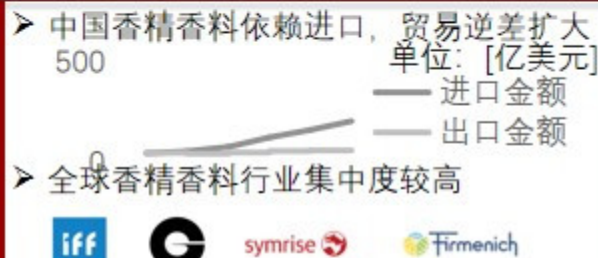 ➤ 中国香精香料依赖进口，贸易逆差扩大
单位：[亿美元]
500
进口金额
出口金额
0
➤ 全球香精香料行业集中度较高
iff
symrise
Firmenich